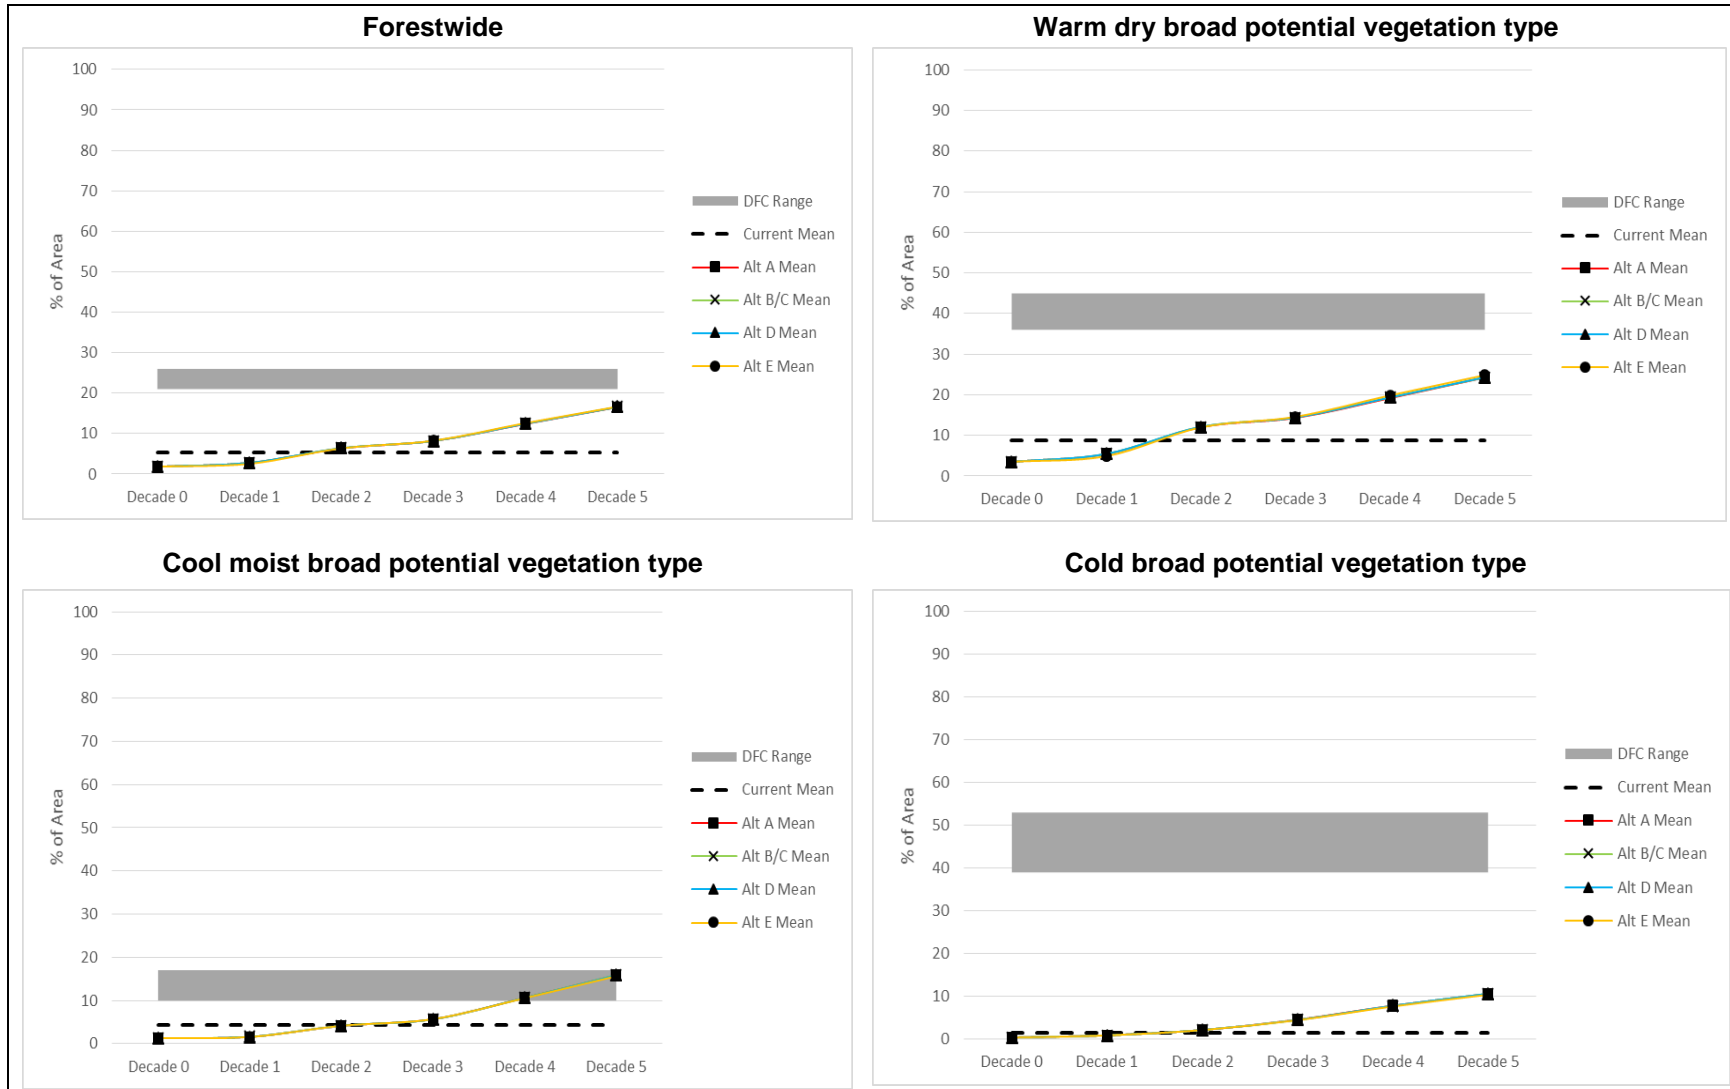 Forestwide
100
90
80
70
60
50
40
30
20
10
0
% of Area
Decade 0 Decade 1 Decade 2 Decade 3 Decade 4 Decade 5
DFC Range
Current Mean
Alt A Mean
Alt B/C Mean
Alt D Mean
Alt E Mean
Warm dry broad potential vegetation type
100
90
80
70
60
50
40
30
20
10
0
% of Area
Decade 0 Decade 1 Decade 2 Decade 3 Decade 4 Decade 5
DFC Range
Current Mean
Alt A Mean
Alt B/C Mean
Alt D Mean
Alt E Mean
Cool moist broad potential vegetation type
100
90
80
70
60
50
40
30
20
10
0
% of Area
Decade 0 Decade 1 Decade 2 Decade 3 Decade 4 Decade 5
DFC Range
Current Mean
Alt A Mean
Alt B/C Mean
Alt D Mean
Alt E Mean
Cold broad potential vegetation type
100
90
80
70
60
50
40
30
20
10
0
% of Area
Decade 0 Decade 1 Decade 2 Decade 3 Decade 4 Decade 5
DFC Range
Current Mean
Alt A Mean
Alt B/C Mean
Alt D Mean
Alt E Mean